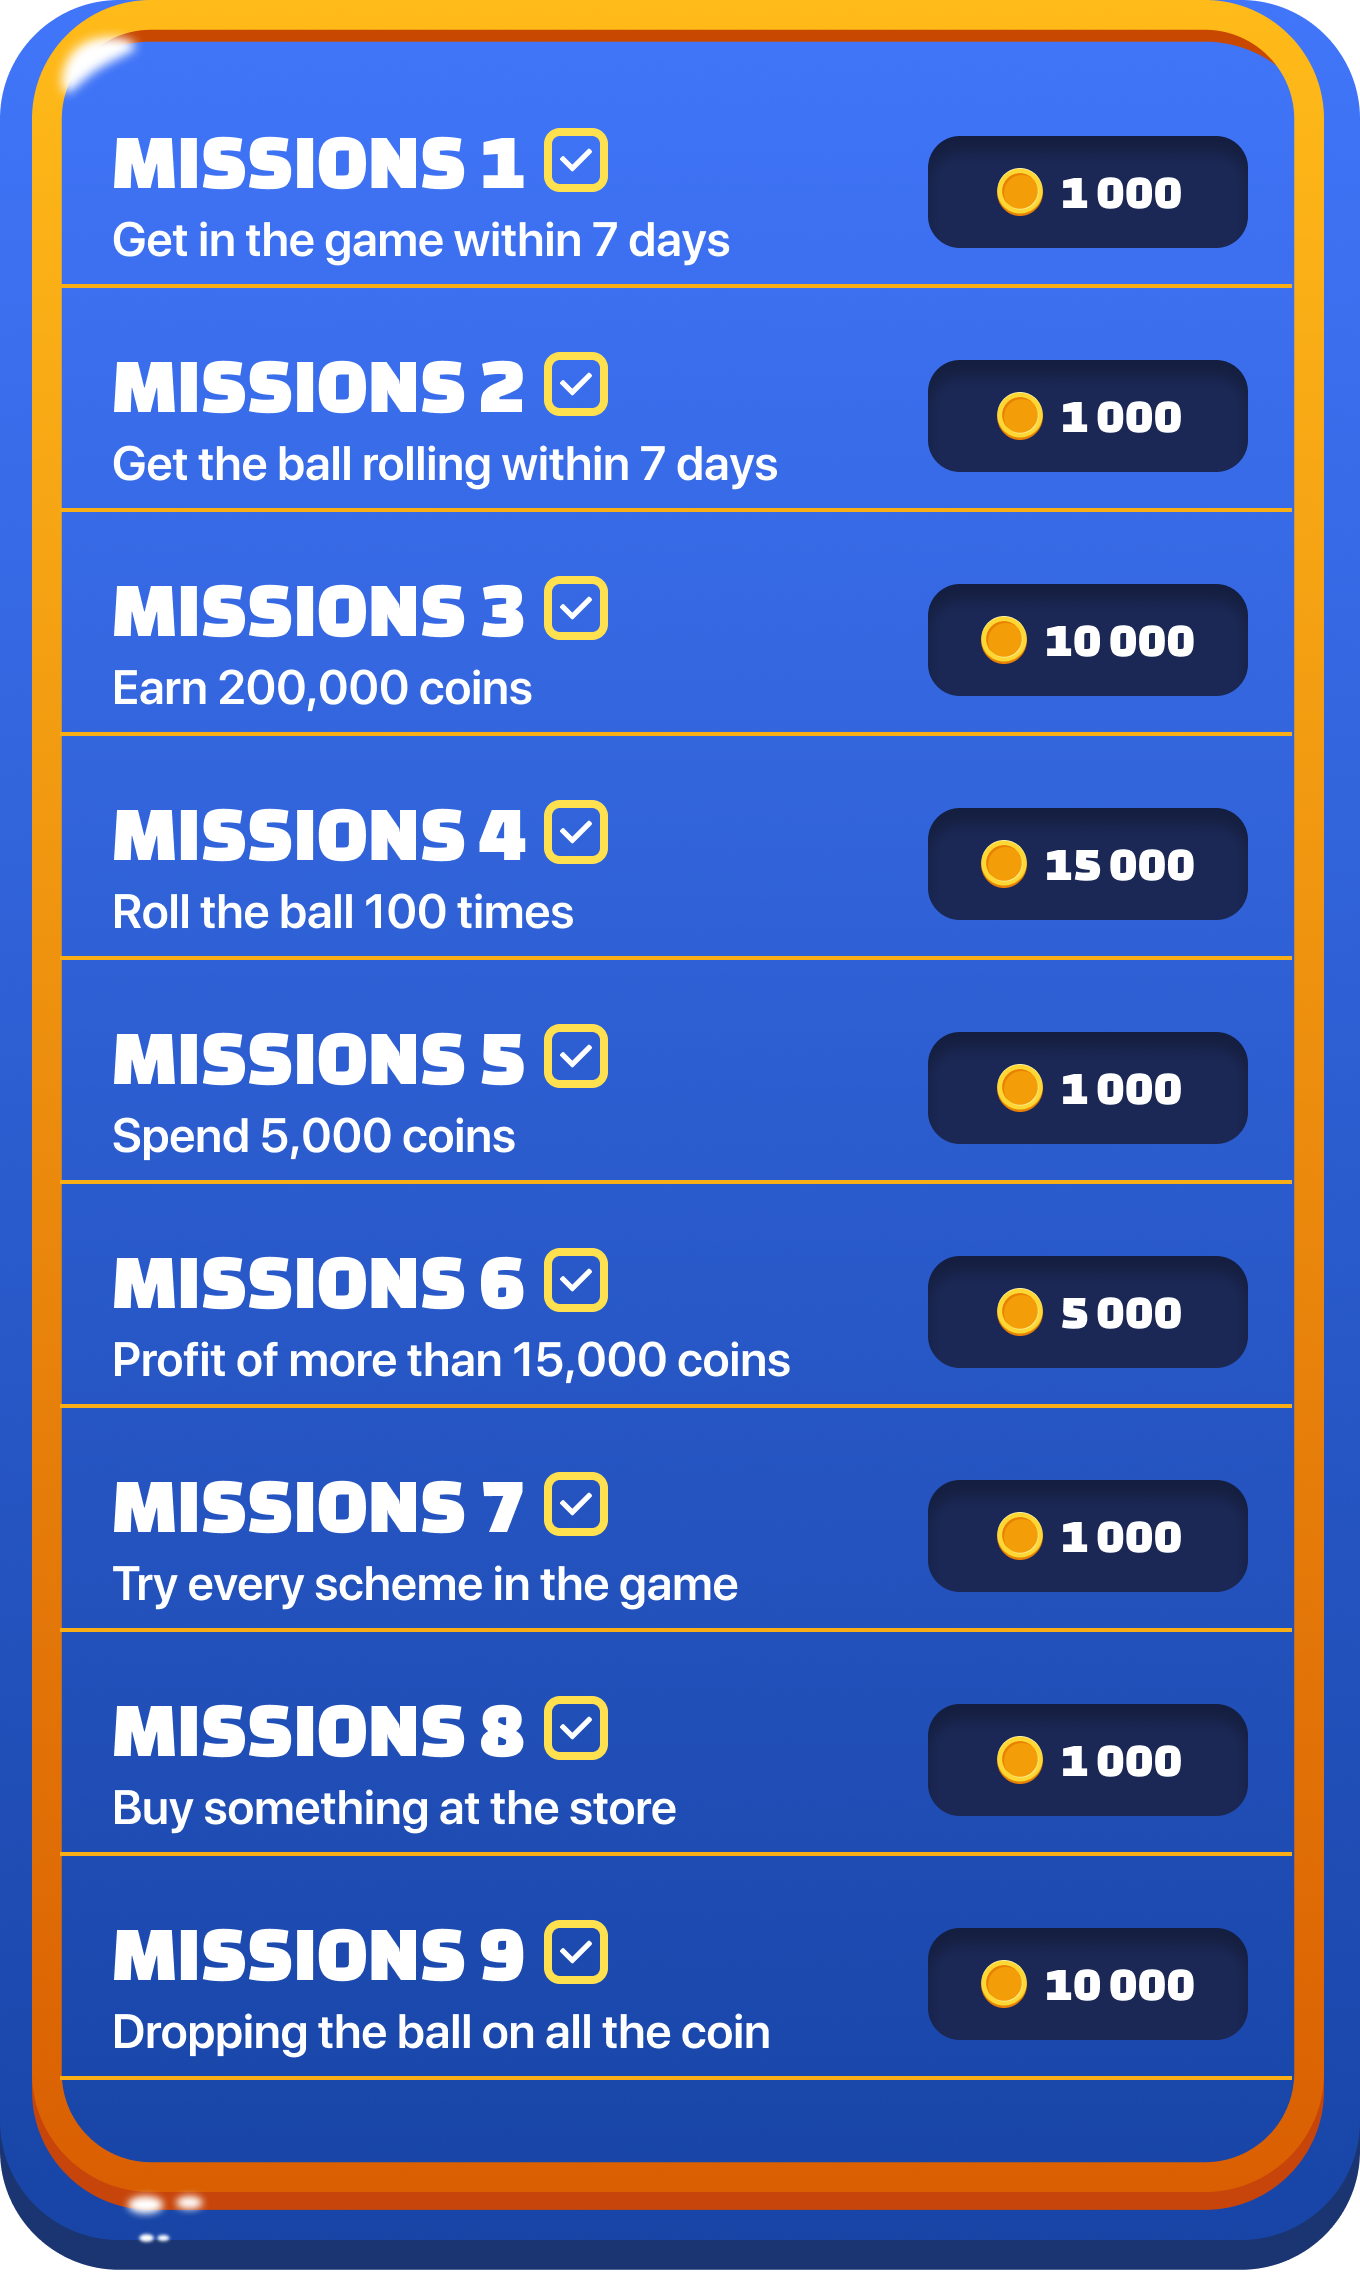 MISSIONS 1
1 000
Get in the game within 7 days
MISSIONS 2
1 000
Get the ball rolling within 7 days
MISSIONS 3
10 000
Earn 200,000 coins
MISSIONS 4
15 000
Roll the ball 100 times
MISSIONS 5
1 000
Spend 5,000 coins
MISSIONS 6
5 000
Profit of more than 15,000 coins
MISSIONS 7
1 000
Try every scheme in the game
MISSIONS 8
1 000
Buy something at the store
MISSIONS 9
10 000
Dropping the ball on all the coin